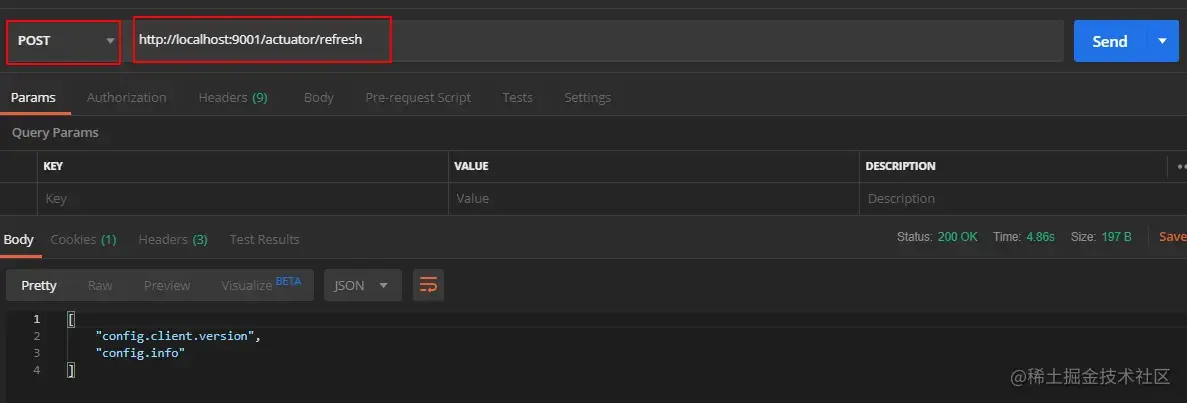 POST http://localhost:9001/actuator/refresh Send
Params Authorization Headers (9) Body Pre-request Script Tests Settings
Query Params
KEY VALUE DESCRIPTION
Key Value Description
Body Cookies (1) Headers (3) Test Results Status: 200 OK Time: 4.86s Size: 197 B Save
Pretty Raw Preview Visualize BETA JSON
1 [
2 "config.client.version",
3 "config.info"
4 ]
@稀土掘金技术社区